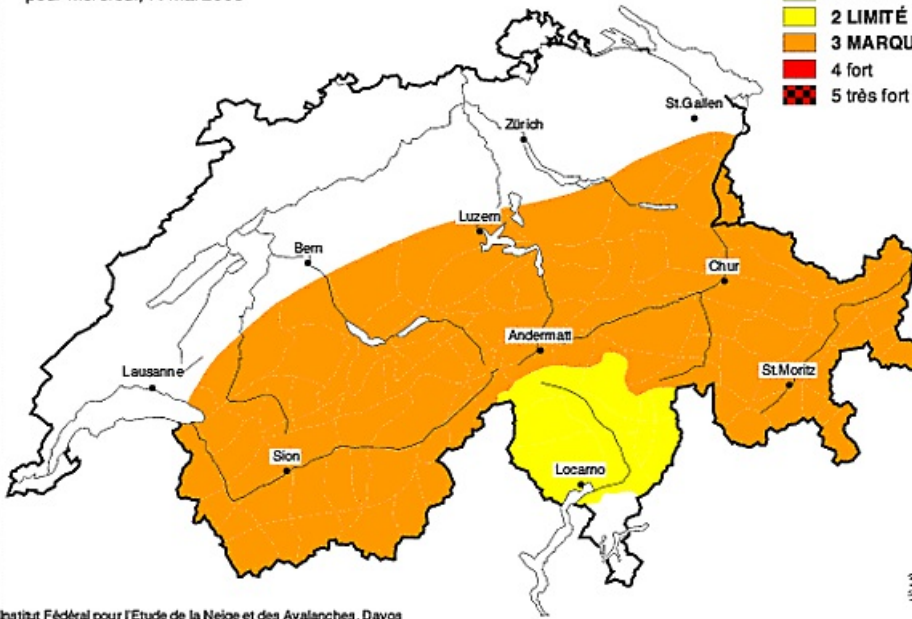 2 LIMITÉ
3 MARQU
4 fort
5 très fort
St.Gallen
Zürich
Luzern
Bern
Chur
Andermatt
Lausanne
St.Moritz
Sion
Locarno
Institut Fédéral pour l'Etude de la Neige et des Avalanches, Davos